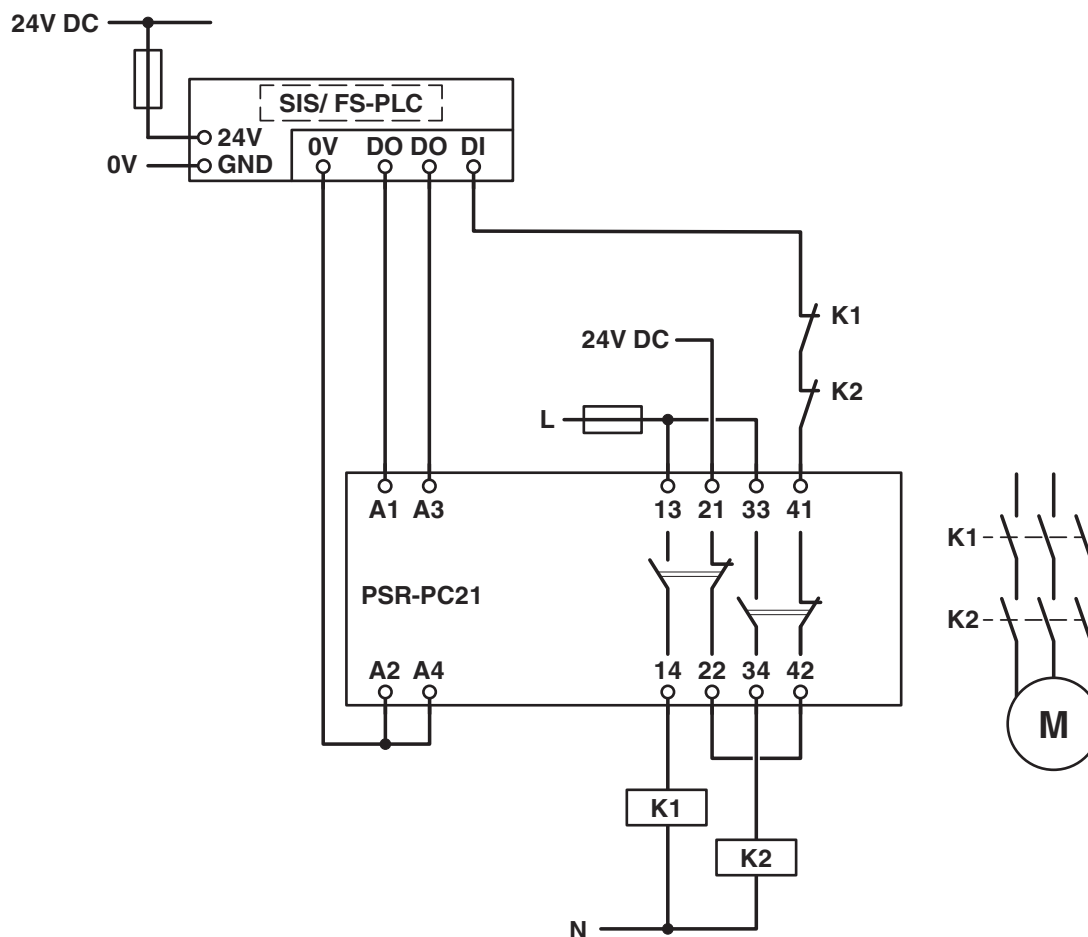 24V DC
SIS/ FS-PLC
24V
0V DO DO DI
0V
GND
K1
24V DC
K2
L
A1 A3 13 21 33 41
K1
PSR-PC21
K2
A2 A4 14 22 34 42
M
K1
K2
N